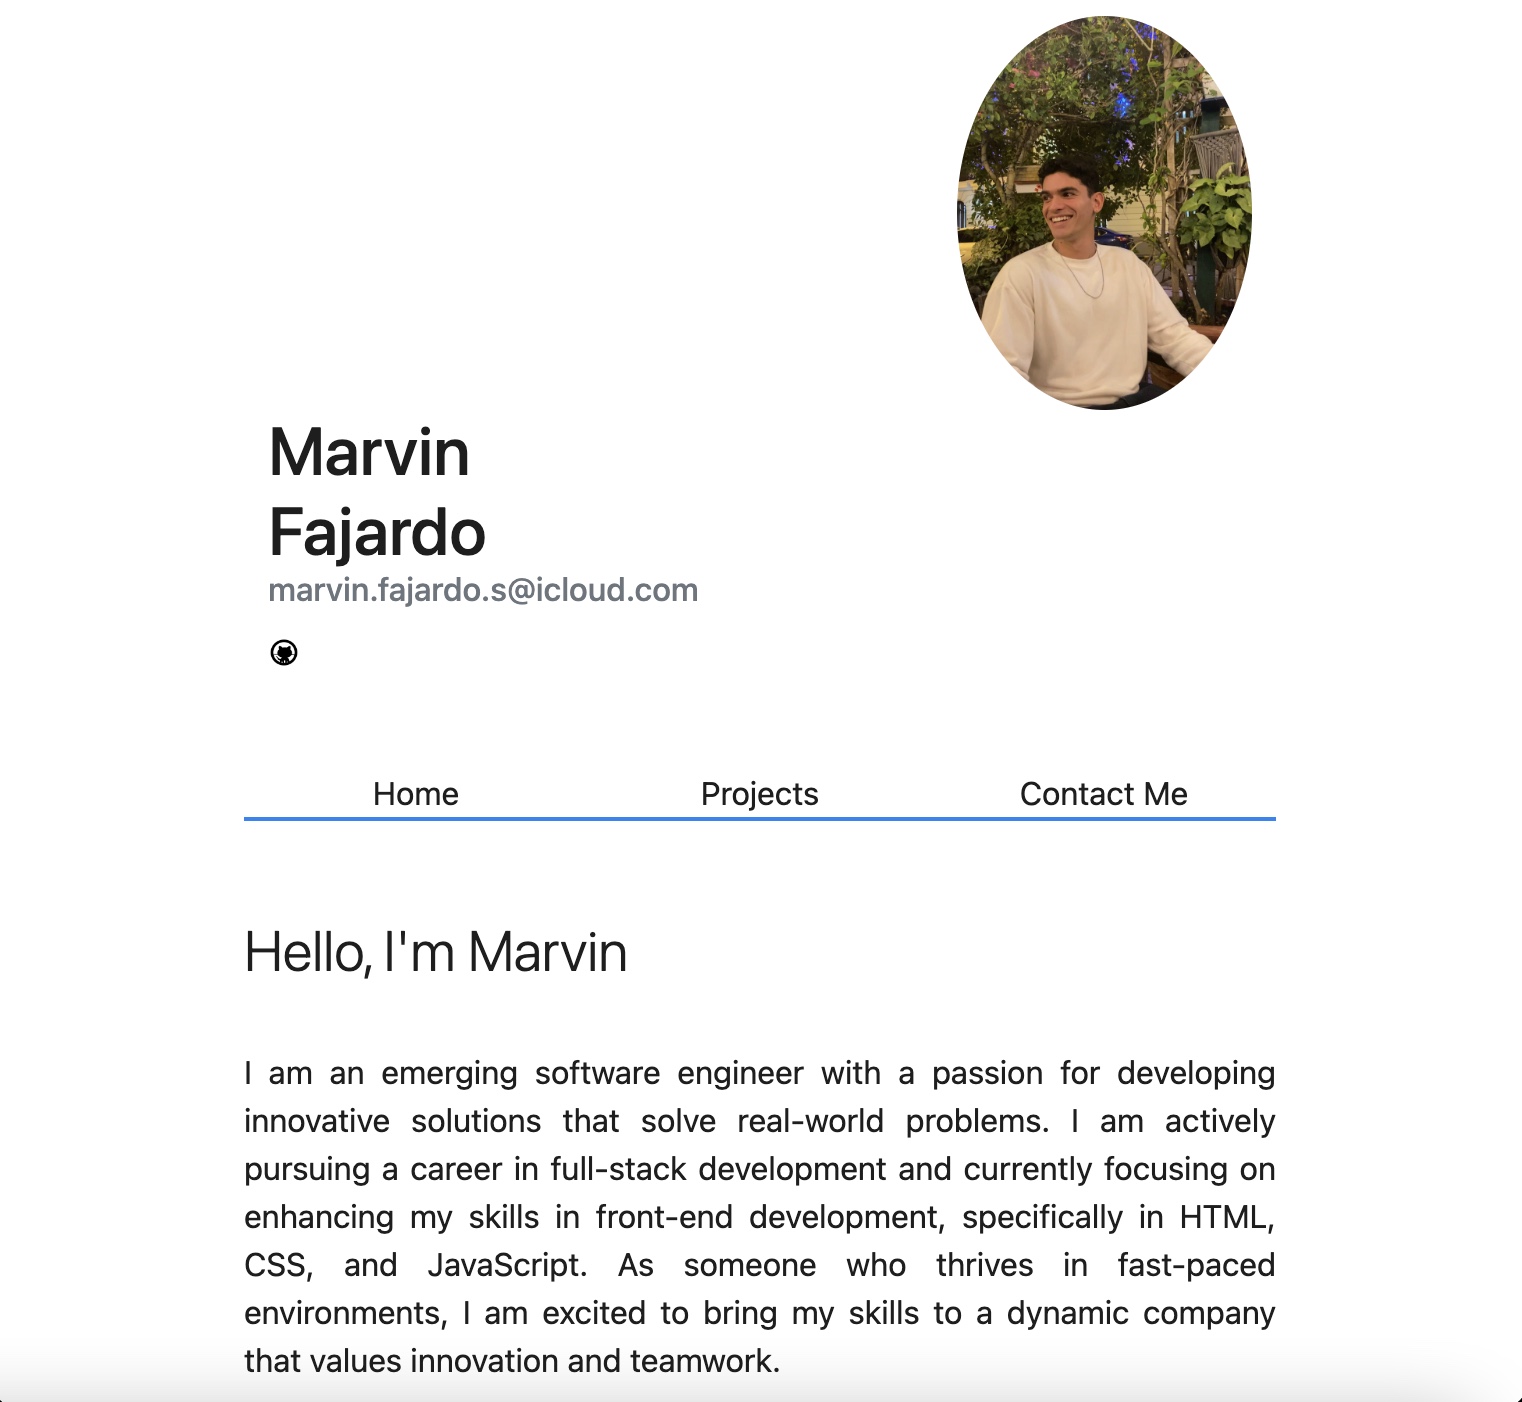 Marvin
Fajardo
marvin.fajardo.s@icloud.com
Home Projects Contact Me
Hello, I'm Marvin
I am an emerging software engineer with a passion for developing
innovative solutions that solve real-world problems. I am actively
pursuing a career in full-stack development and currently focusing on
enhancing my skills in front-end development, specifically in HTML,
CSS, and JavaScript. As someone who thrives in fast-paced
environments, I am excited to bring my skills to a dynamic company
that values innovation and teamwork.